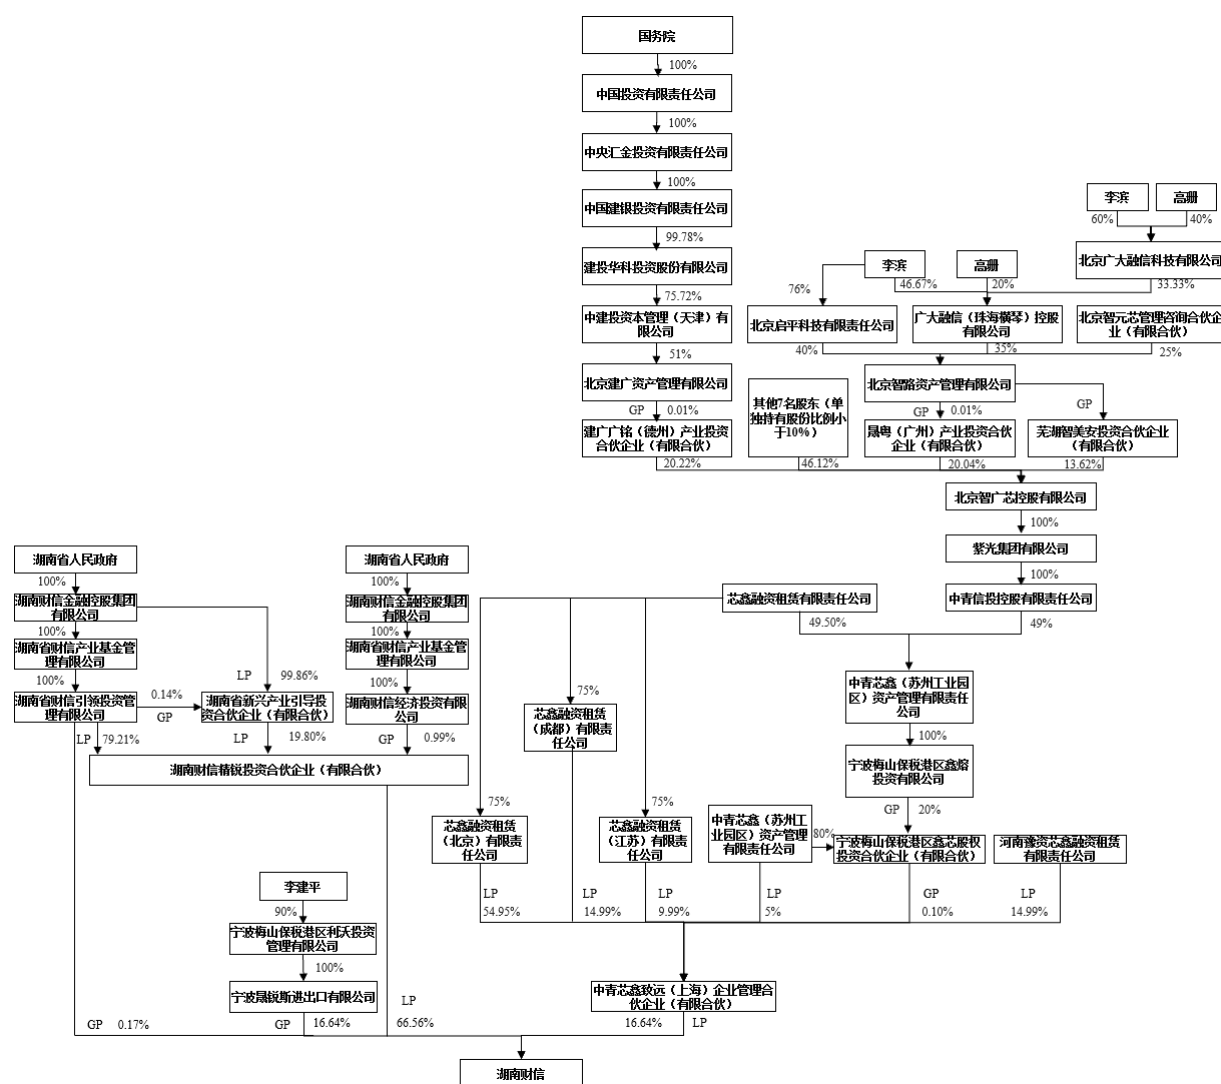 国务院
100%
中国投资有限责任公司
100%
中央汇金投资有限责任公司
100%
中国建银投资有限责任公司
99.78%
李滨
高珊
60%
40%
建投华科投资股份有限公司
李滨
高珊
北京广大融信科技有限公司
75.72%
76%
46.67%
20%
33.33%
中建投资本管理（天津）有
限公司
北京启平科技有限责任公司
广大融信（珠海横琴）控股
有限公司
北京智元芯管理咨询合伙企
业（有限合伙）
51%
40%
35%
25%
北京建广资产管理有限公司
其他7名股东（单
独持有股份比例小
于10%）
北京智路资产管理有限公司
GP
0.01%
GP
0.01%
GP
建广广铭（德州）产业投资
合伙企业（有限合伙）
晟粤（广州）产业投资合伙
企业（有限合伙）
芜湖智美安投资合伙企业
（有限合伙）
20.22%
46.12%
20.04%
13.62%
北京智广芯控股有限公司
100%
紫光集团有限公司
100%
中青信投控股有限责任公司
49%
芯鑫融资租赁有限责任公司
49.50%
湖南省人民政府
100%
湖南财信金融控股集团
有限公司
100%
湖南省财信产业基金管
理有限公司
100%
湖南省财信引领投资管
理有限公司
0.14%
GP
LP
99.86%
湖南省新兴产业引导投
资合伙企业（有限合伙）
湖南省人民政府
100%
湖南财信金融控股集团
有限公司
100%
湖南省财信产业基金管
理有限公司
100%
湖南财信经济投资有限
公司
LP
79.21%
LP
19.80%
GP
0.99%
湖南财信精锐投资合伙企业（有限合伙）
75%
芯鑫融资租赁
（成都）有限责
任公司
中青芯鑫（苏州工业园
区）资产管理有限责任
公司
100%
宁波梅山保税港区鑫熔
投资有限公司
75%
芯鑫融资租赁
（北京）有限责
任公司
75%
芯鑫融资租赁
（江苏）有限责
任公司
中青芯鑫（苏州工
业园区）资产管理
有限责任公司
80%
GP
20%
宁波梅山保税港区鑫芯股权
投资合伙企业（有限合伙）
河南豫资芯鑫融资租赁
有限责任公司
LP
54.95%
LP
14.99%
LP
9.99%
LP
5%
GP
0.10%
LP
14.99%
李建平
90%
宁波梅山保税港区利沃投资
管理有限公司
100%
宁波晟锐斯进出口有限公司
中青芯鑫致远（上海）企业管理合
伙企业（有限合伙）
GP
0.17%
GP
16.64%
LP
66.56%
16.64%
LP
湖南财信